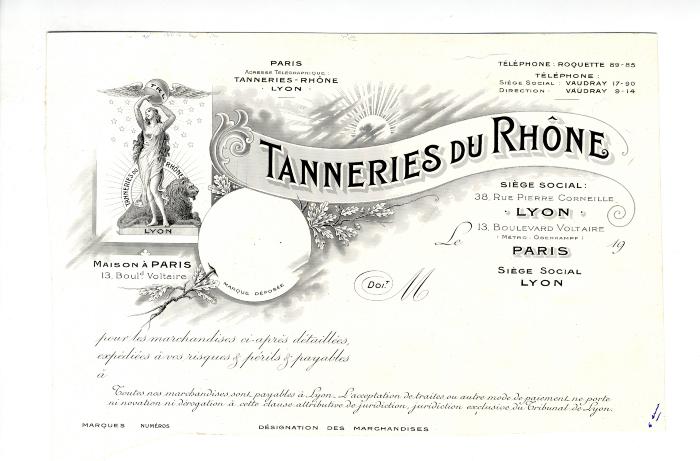 PARIS
ADRESSE TÉLÉGRAPHIQUE:
TANNERIES-RHÔNE
· LYON ·
TÉLÉPHONE: ROQUETTE 89-85
TÉLÉPHONE:
SIÈGE SOCIAL: VAUDRAY 17-90
DIRECTION: VAUDRAY 9-14
TRL
TANNERIES DU RHÔNE
LYON
TANNERIES DU RHÔNE
SIÈGE SOCIAL:
38, RUE PIERRE CORNEILLE
· LYON ·
13, BOULEVARD VOLTAIRE
(MÉTRO: OBERKAMPF)
PARIS
SIÈGE SOCIAL
LYON
Le 19
MAISON À PARIS
13, Boulᵈ Voltaire
MARQUE DÉPOSÉE
Doiᵗ M
pour les marchandises ci-après détaillées,
expédiées à vos risques & périls & payables
à
Toutes nos marchandises sont payables à Lyon. L'acceptation de traites ou autre mode de paiement ne porte
ni novation ni dérogation à cette clause attributive de juridiction, juridiction exclusive du Tribunal de Lyon.
MARQUES NUMÉROS DÉSIGNATION DES MARCHANDISES